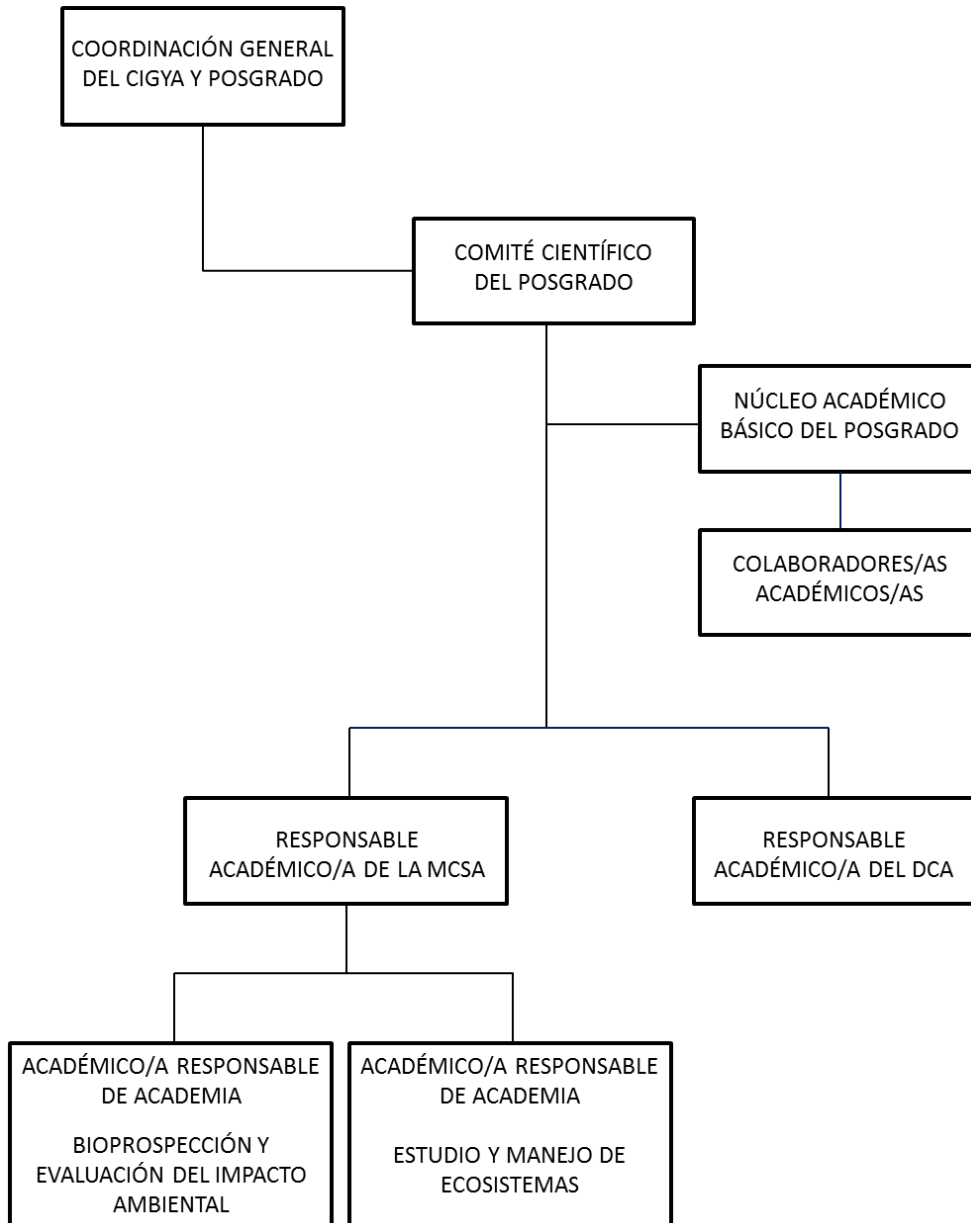 COORDINACIÓN GENERAL
DEL CIGYA Y POSGRADO
COMITÉ CIENTÍFICO
DEL POSGRADO
NÚCLEO ACADÉMICO
BÁSICO DEL POSGRADO
COLABORADORES/AS
ACADÉMICOS/AS
RESPONSABLE
ACADÉMICO/A DE LA MCSA
RESPONSABLE
ACADÉMICO/A DEL DCA
ACADÉMICO/A RESPONSABLE
DE ACADEMIA
BIOPROSPECCIÓN Y
EVALUACIÓN DEL IMPACTO
AMBIENTAL
ACADÉMICO/A RESPONSABLE
DE ACADEMIA
ESTUDIO Y MANEJO DE
ECOSISTEMAS